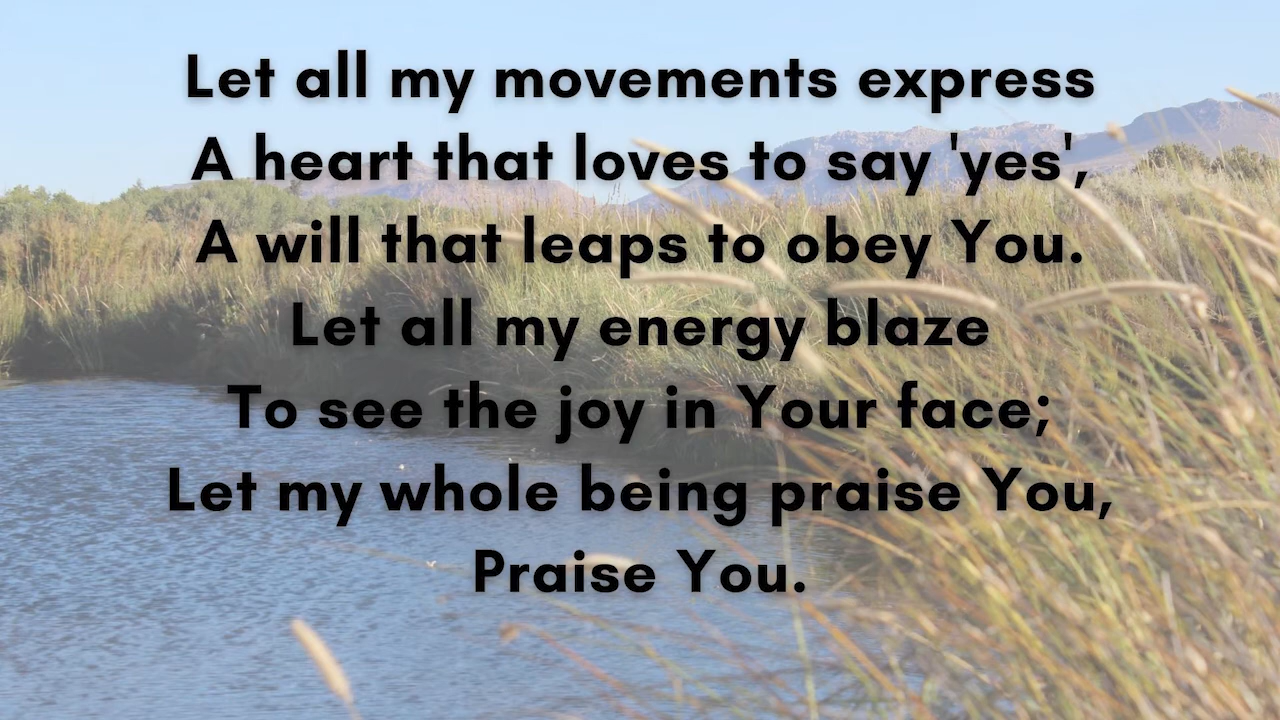 Let all my movements express
A heart that loves to say 'yes',
A will that leaps to obey You.
Let all my energy blaze
To see the joy in Your face;
Let my whole being praise You,
Praise You.